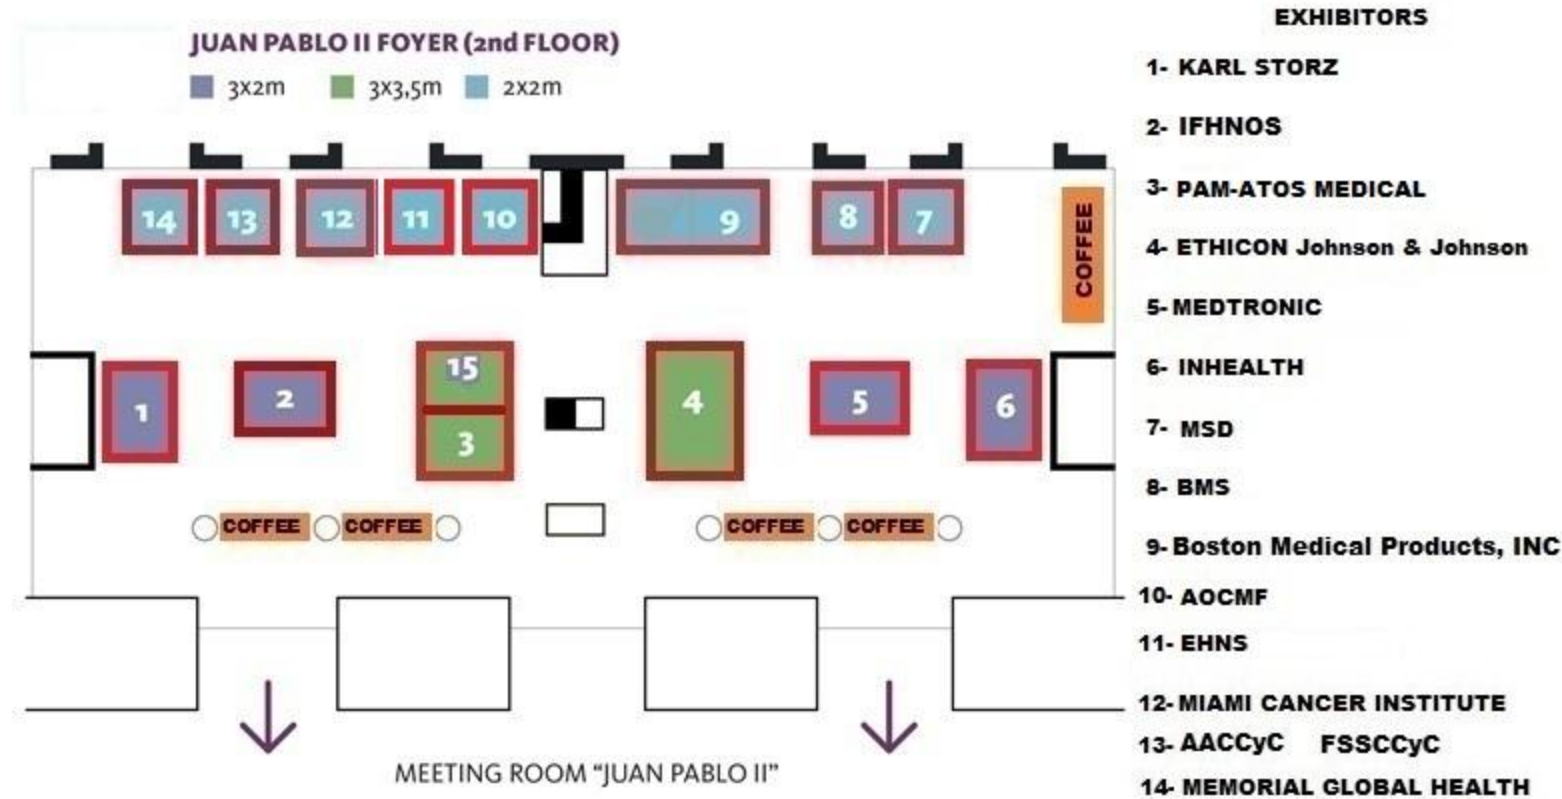 JUAN PABLO II FOYER (2nd FLOOR)
3x2m 3x3,5m 2x2m
14 13 12 11 10 9 8 7
COFFEE
1 2 15 3 4 5 6
COFFEE COFFEE COFFEE COFFEE
MEETING ROOM “JUAN PABLO II”
EXHIBITORS
1- KARL STORZ
2- IFHNOS
3- PAM-ATOS MEDICAL
4- ETHICON Johnson & Johnson
5- MEDTRONIC
6- INHEALTH
7- MSD
8- BMS
9- Boston Medical Products, INC
10- AOCMF
11- EHNS
12- MIAMI CANCER INSTITUTE
13- AACCyC FSSCCyC
14- MEMORIAL GLOBAL HEALTH